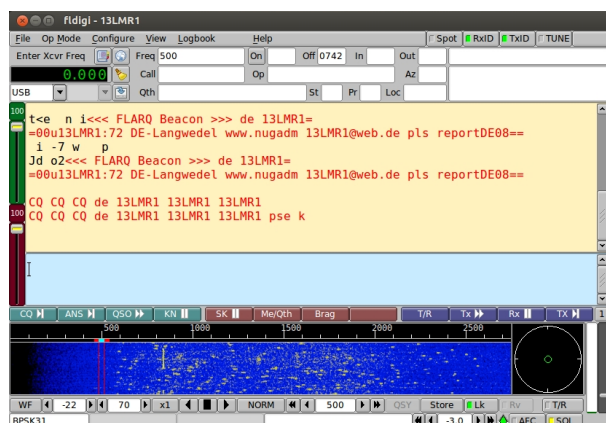 fldigi - 13LMR1
File Op Mode Configure View Logbook Help Spot RxID TxID TUNE
Enter Xcvr Freq Freq 500 On Off 0742 In Out
0.000 Call Op Az
USB Qth St Pr Loc
100
t<e n i<<< FLARQ Beacon >>> de 13LMR1=
=00u13LMR1:72 DE-Langwedel www.nugadm 13LMR1@web.de pls reportDE08==
i -7 w p
Jd o2<<< FLARQ Beacon >>> de 13LMR1=
=00u13LMR1:72 DE-Langwedel www.nugadm 13LMR1@web.de pls reportDE08==
CQ CQ CQ de 13LMR1 13LMR1 13LMR1
100
CQ CQ CQ de 13LMR1 13LMR1 13LMR1 pse k
CQ ANS QSO KN SK Me/Qth Brag T/R Tx Rx TX 1
500 1000 1500 2000 2500
WF -22 70 x1 NORM 500 QSY Store Lk Rv T/R
BPSK31 -3.0 AFC SQL